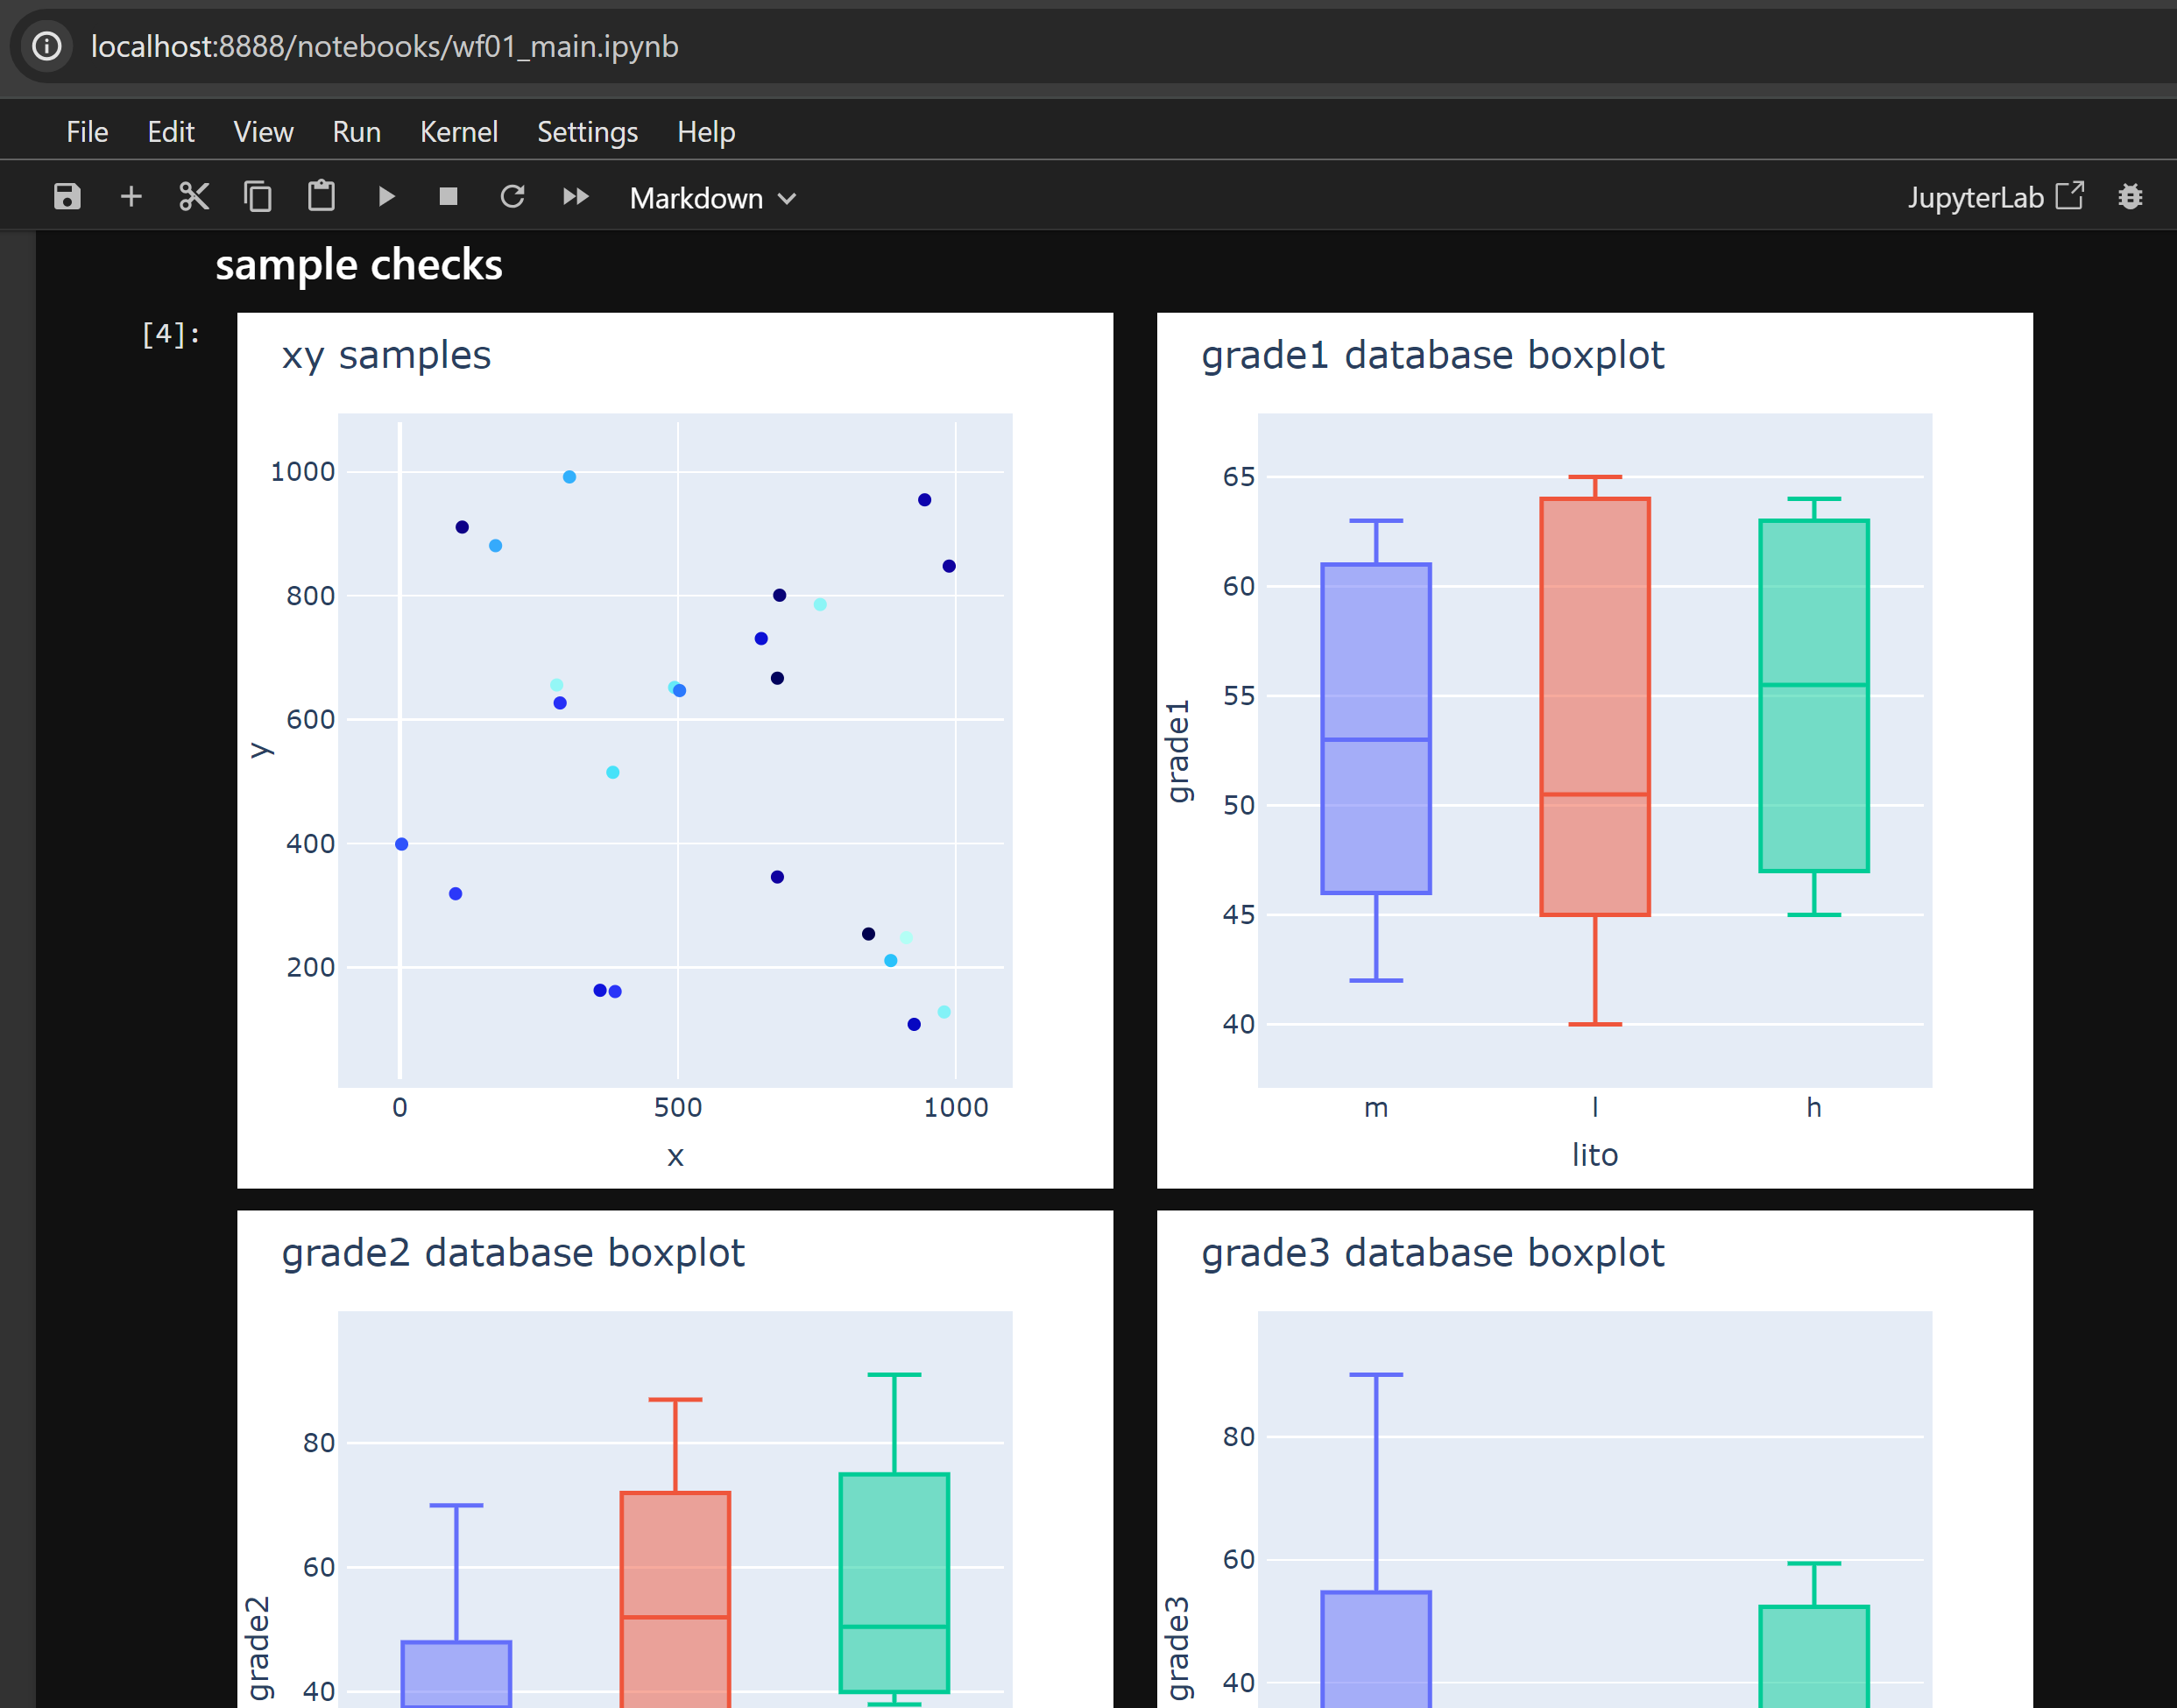 localhost:8888/notebooks/wf01_main.ipynb
File Edit View Run Kernel Settings Help
Markdown JupyterLab
sample checks
[4]:
xy samples
1000
800
600
400
200
y
0 500 1000
x
grade1 database boxplot
65
60
55
50
45
40
grade1
m l h
lito
grade2 database boxplot
80
60
40
grade2
grade3 database boxplot
80
60
40
grade3